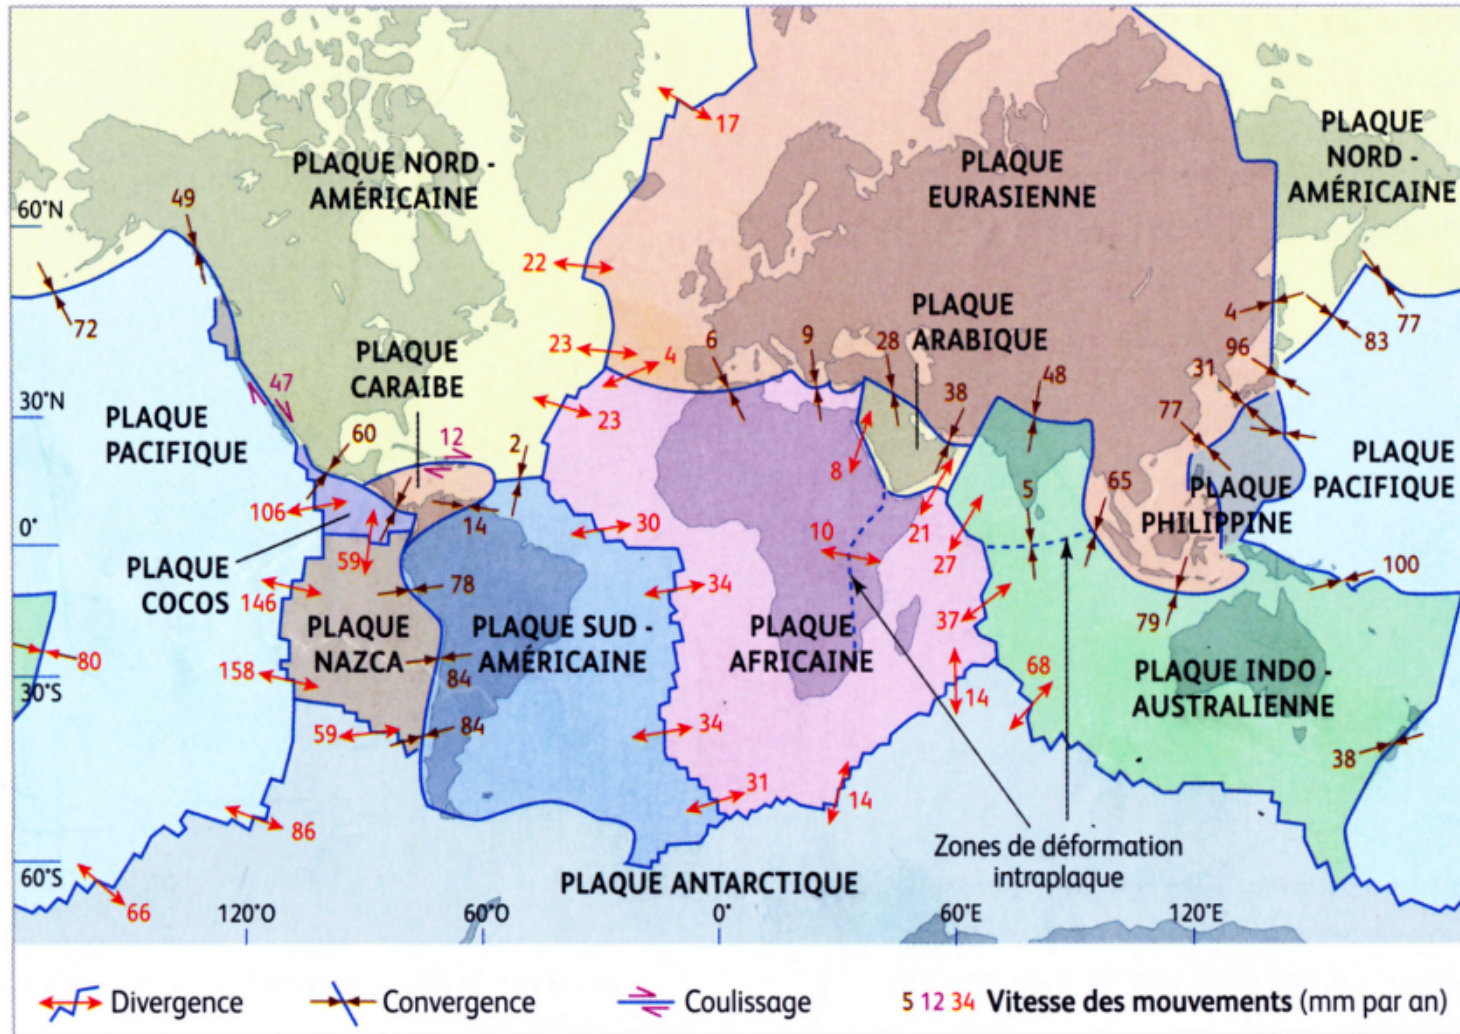 17
PLAQUE NORD -
AMÉRICAINE
PLAQUE
EURASIENNE
PLAQUE
NORD -
AMÉRICAINE
49
60°N
22
72
PLAQUE
ARABIQUE
4
77
83
PLAQUE
CARAIBE
23
4
6
9
28
96
31
47
38
48
30°N
23
PLAQUE
PACIFIQUE
60
12
2
77
8
65
PLAQUE
PACIFIQUE
106
14
30
10
21
5
PLAQUE
PHILIPPINE
0°
59
27
PLAQUE
COCOS
146
78
34
37
79
100
PLAQUE
NAZCA
PLAQUE SUD -
AMÉRICAINE
PLAQUE
AFRICAINE
80
158
84
68
PLAQUE INDO -
AUSTRALIENNE
30°S
14
59
84
34
38
31
14
86
Zones de déformation
intraplaque
60°S
PLAQUE ANTARCTIQUE
66
120°O
60°O
0°
60°E
120°E
Divergence
Convergence
Coulissage
5 12 34 Vitesse des mouvements (mm par an)